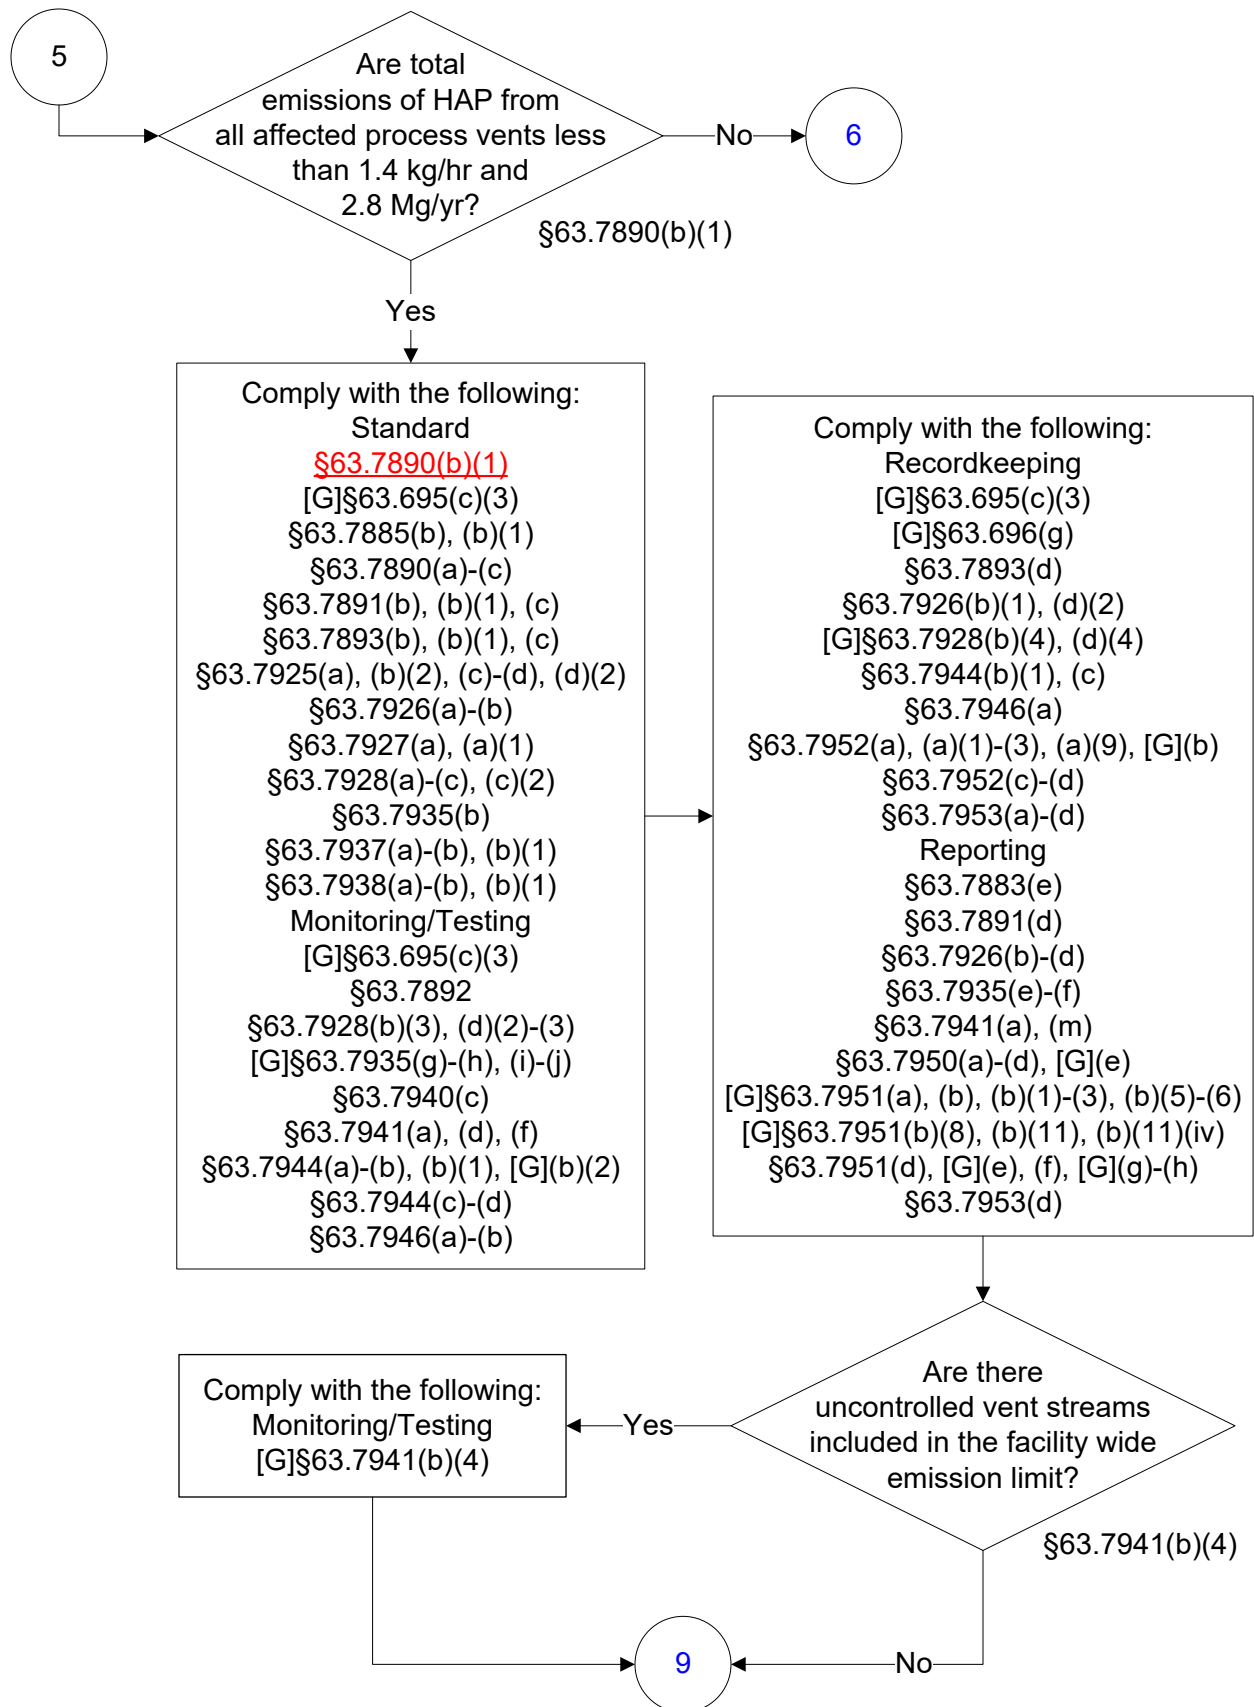 5
Are total
emissions of HAP from
all affected process vents less
than 1.4 kg/hr and
2.8 Mg/yr?
No
6
§63.7890(b)(1)
Yes
Comply with the following:
Standard
§63.7890(b)(1)
[G]§63.695(c)(3)
§63.7885(b), (b)(1)
§63.7890(a)-(c)
§63.7891(b), (b)(1), (c)
§63.7893(b), (b)(1), (c)
§63.7925(a), (b)(2), (c)-(d), (d)(2)
§63.7926(a)-(b)
§63.7927(a), (a)(1)
§63.7928(a)-(c), (c)(2)
§63.7935(b)
§63.7937(a)-(b), (b)(1)
§63.7938(a)-(b), (b)(1)
Monitoring/Testing
[G]§63.695(c)(3)
§63.7892
§63.7928(b)(3), (d)(2)-(3)
[G]§63.7935(g)-(h), (i)-(j)
§63.7940(c)
§63.7941(a), (d), (f)
§63.7944(a)-(b), (b)(1), [G](b)(2)
§63.7944(c)-(d)
§63.7946(a)-(b)
Comply with the following:
Recordkeeping
[G]§63.695(c)(3)
[G]§63.696(g)
§63.7893(d)
§63.7926(b)(1), (d)(2)
[G]§63.7928(b)(4), (d)(4)
§63.7944(b)(1), (c)
§63.7946(a)
§63.7952(a), (a)(1)-(3), (a)(9), [G](b)
§63.7952(c)-(d)
§63.7953(a)-(d)
Reporting
§63.7883(e)
§63.7891(d)
§63.7926(b)-(d)
§63.7935(e)-(f)
§63.7941(a), (m)
§63.7950(a)-(d), [G](e)
[G]§63.7951(a), (b), (b)(1)-(3), (b)(5)-(6)
[G]§63.7951(b)(8), (b)(11), (b)(11)(iv)
§63.7951(d), [G](e), (f), [G](g)-(h)
§63.7953(d)
Are there
uncontrolled vent streams
included in the facility wide
emission limit?
§63.7941(b)(4)
Yes
Comply with the following:
Monitoring/Testing
[G]§63.7941(b)(4)
No
9